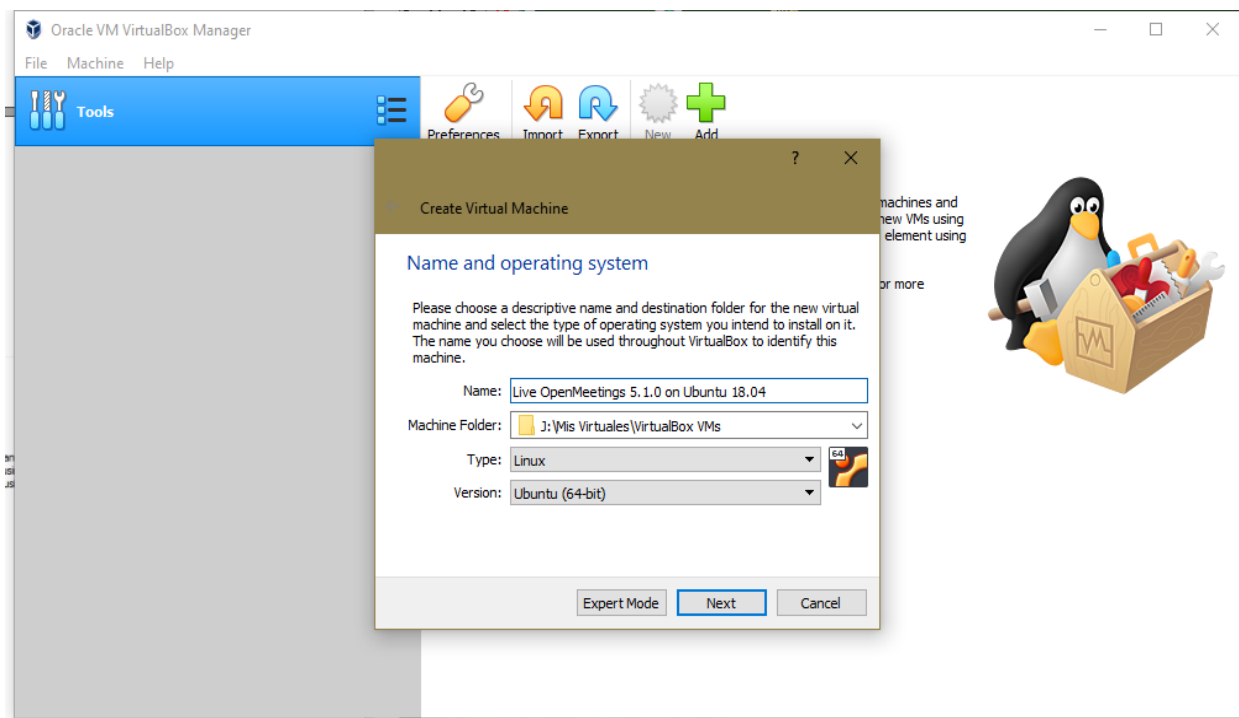 Oracle VM VirtualBox Manager
File Machine Help
Tools
Preferences Import Export New Add
? 
Create Virtual Machine
machines and
new VMs using
element using
or more
Name and operating system
Please choose a descriptive name and destination folder for the new virtual
machine and select the type of operating system you intend to install on it.
The name you choose will be used throughout VirtualBox to identify this
machine.
Name: Live OpenMeetings 5.1.0 on Ubuntu 18.04
Machine Folder: J:\Mis Virtuales\VirtualBox VMs
Type: Linux
64
Version: Ubuntu (64-bit)
Expert Mode Next Cancel